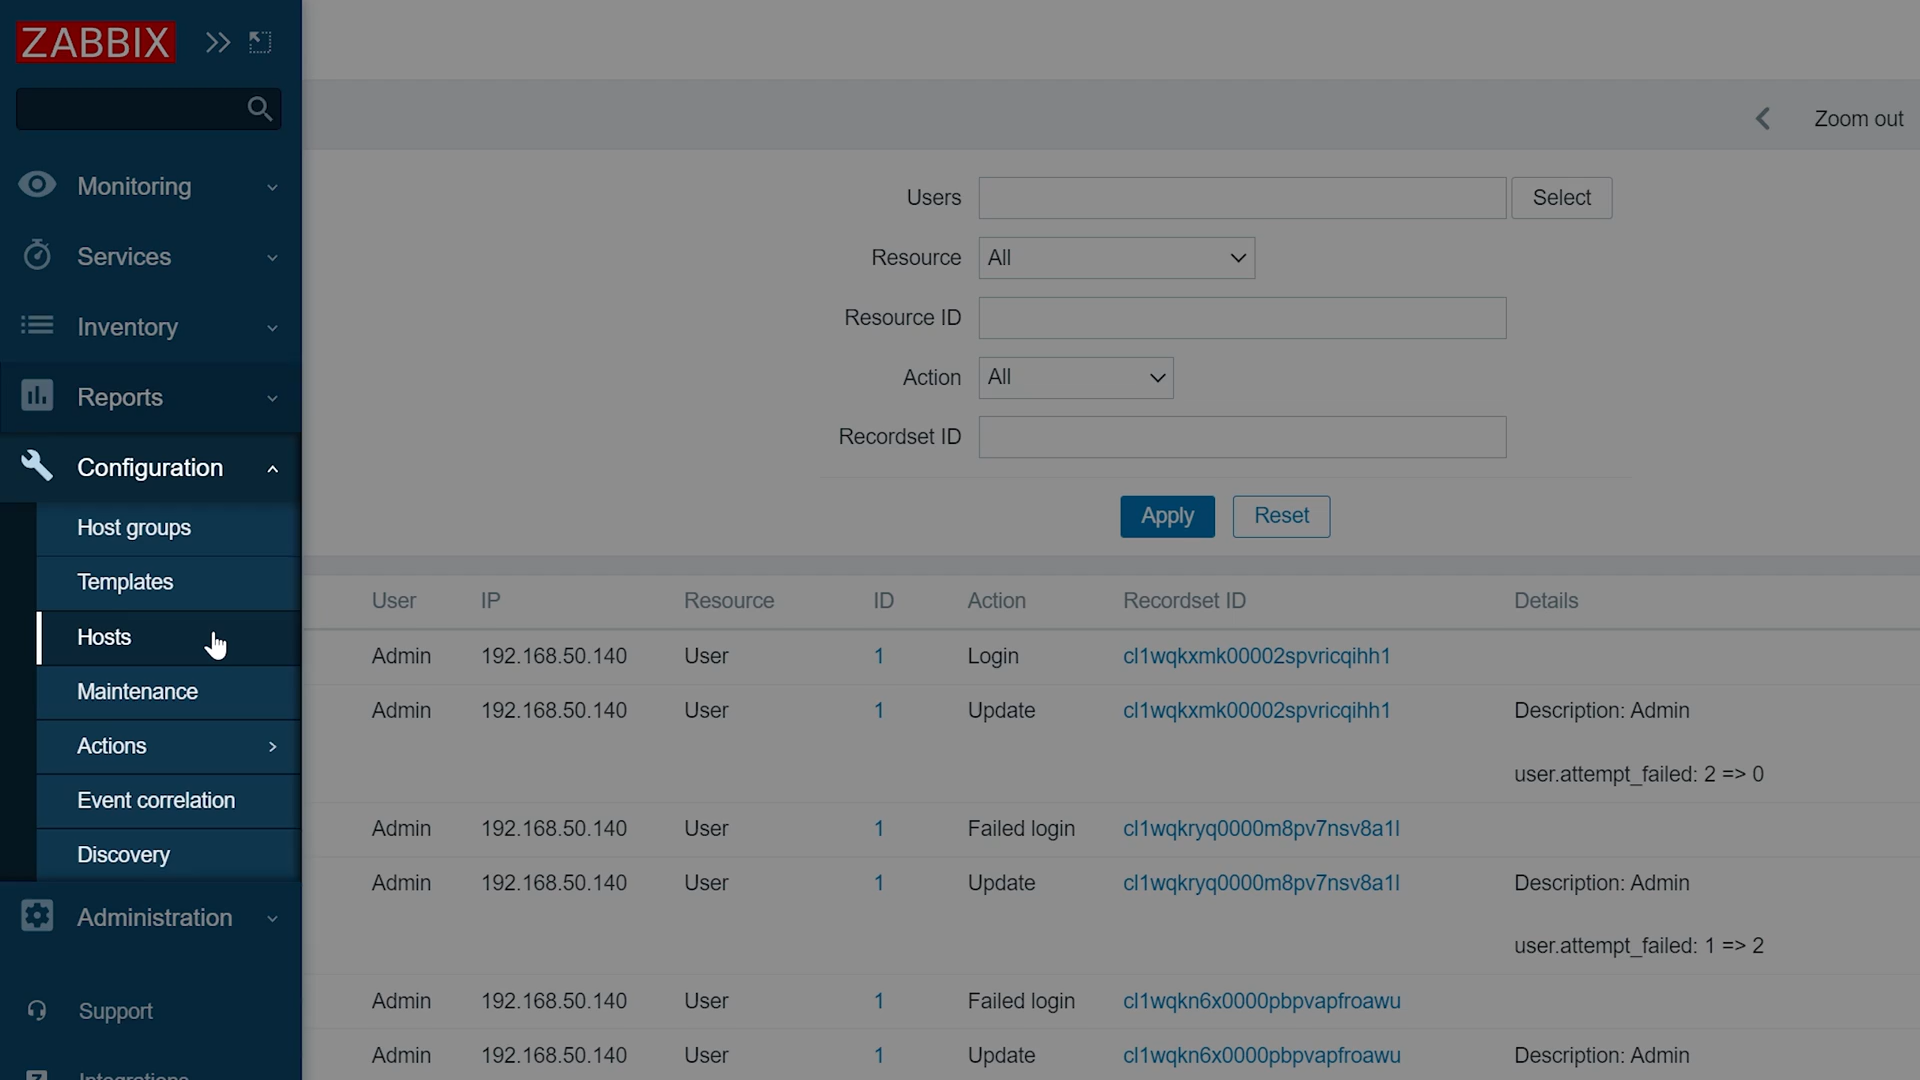 ZABBIX
Monitoring
Services
Inventory
Reports
Configuration
Host groups
Templates
Hosts
Maintenance
Actions
Event correlation
Discovery
Administration
Support
Integrations
Zoom out
Users Select
Resource All
Resource ID
Action All
Recordset ID
Apply Reset
User IP Resource ID Action Recordset ID Details
Admin 192.168.50.140 User 1 Login cl1wqkxmk00002spvricqihh1
Admin 192.168.50.140 User 1 Update cl1wqkxmk00002spvricqihh1 Description: Admin
user.attempt_failed: 2 => 0
Admin 192.168.50.140 User 1 Failed login cl1wqkryq0000m8pv7nsv8a1l
Admin 192.168.50.140 User 1 Update cl1wqkryq0000m8pv7nsv8a1l Description: Admin
user.attempt_failed: 1 => 2
Admin 192.168.50.140 User 1 Failed login cl1wqkn6x0000pbpvapfroawu
Admin 192.168.50.140 User 1 Update cl1wqkn6x0000pbpvapfroawu Description: Admin